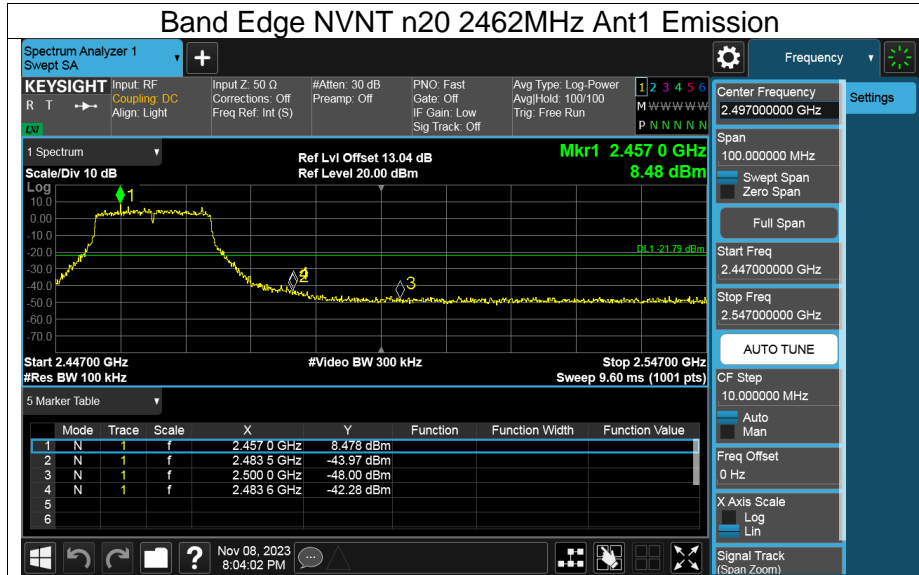 Band Edge NVNT n20 2462MHz Ant1 Emission
Spectrum Analyzer 1
Swept SA
Frequency
KEYSIGHT Input: RF Input Z: 50 Ω #Atten: 30 dB PNO: Fast Avg Type: Log-Power 1 2 3 4 5 6
R T Coupling: DC Corrections: Off Preamp: Off Gate: Off Avg|Hold: 100/100 M W W W W W
Align: Light Freq Ref: Int (S) IF Gain: Low Trig: Free Run
LXI Sig Track: Off P N N N N N
1 Spectrum
Ref Lvl Offset 13.04 dB Mkr1 2.457 0 GHz
Scale/Div 10 dB Ref Level 20.00 dBm 8.48 dBm
Log
10.0
0.00
-10.0
-20.0
-30.0
-40.0
-50.0
-60.0
-70.0
1
2
3
DL1 -21.79 dBm
Start 2.44700 GHz #Video BW 300 kHz Stop 2.54700 GHz
#Res BW 100 kHz Sweep 9.60 ms (1001 pts)
5 Marker Table
Mode Trace Scale X Y Function Function Width Function Value
1 N 1 f 2.457 0 GHz 8.478 dBm
2 N 1 f 2.483 5 GHz -43.97 dBm
3 N 1 f 2.500 0 GHz -48.00 dBm
4 N 1 f 2.483 6 GHz -42.28 dBm
5
6
Nov 08, 2023
8:04:02 PM
Center Frequency
2.497000000 GHz
Settings
Span
100.000000 MHz
Swept Span
Zero Span
Full Span
Start Freq
2.447000000 GHz
Stop Freq
2.547000000 GHz
AUTO TUNE
CF Step
10.000000 MHz
Auto
Man
Freq Offset
0 Hz
X Axis Scale
Log
Lin
Signal Track
(Span Zoom)